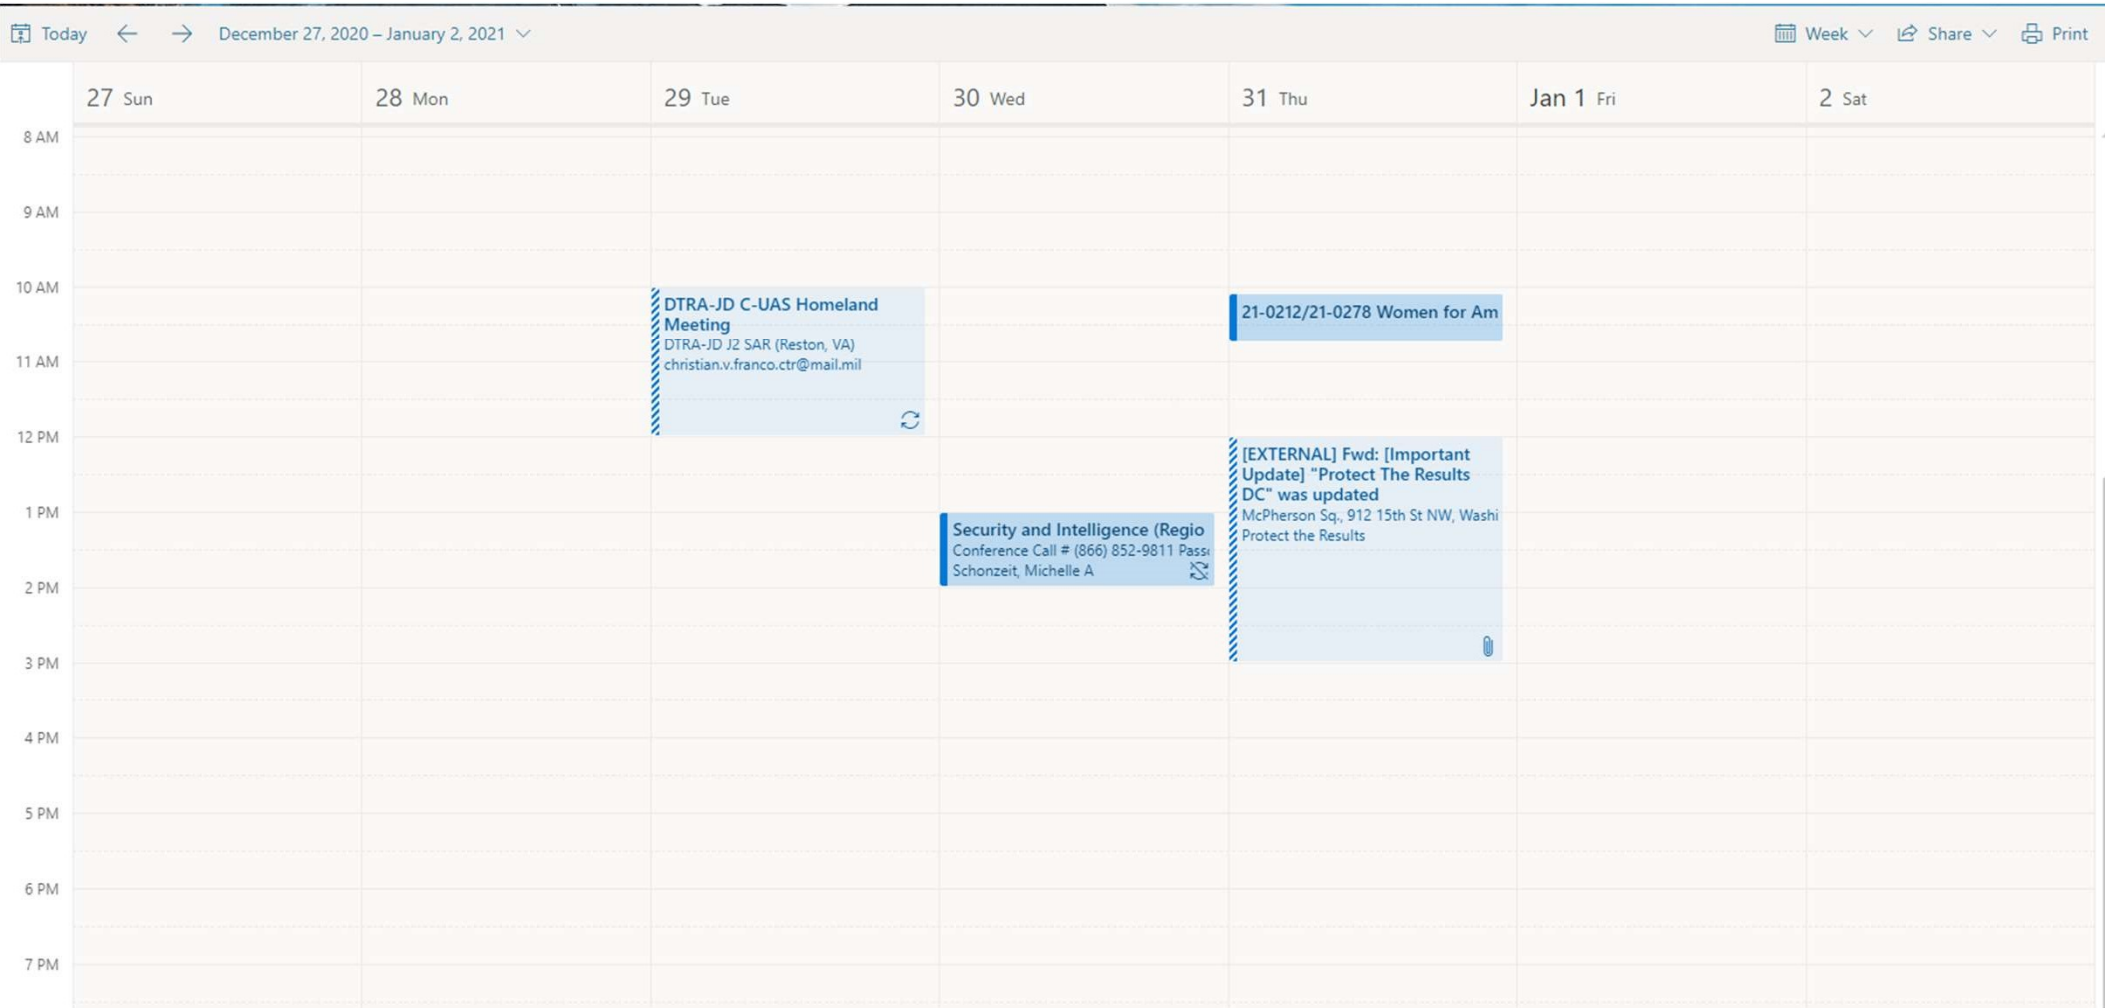 Today December 27, 2020 – January 2, 2021 Week Share Print
27 Sun 28 Mon 29 Tue 30 Wed 31 Thu Jan 1 Fri 2 Sat
8 AM
9 AM
10 AM
DTRA-JD C-UAS Homeland
Meeting
DTRA-JD J2 SAR (Reston, VA)
christian.v.franco.ctr@mail.mil
21-0212/21-0278 Women for Am
11 AM
12 PM
[EXTERNAL] Fwd: [Important
Update] "Protect The Results
DC" was updated
McPherson Sq., 912 15th St NW, Washi
Protect the Results
1 PM
Security and Intelligence (Regio
Conference Call # (866) 852-9811 Pass
Schonzeit, Michelle A
2 PM
3 PM
4 PM
5 PM
6 PM
7 PM